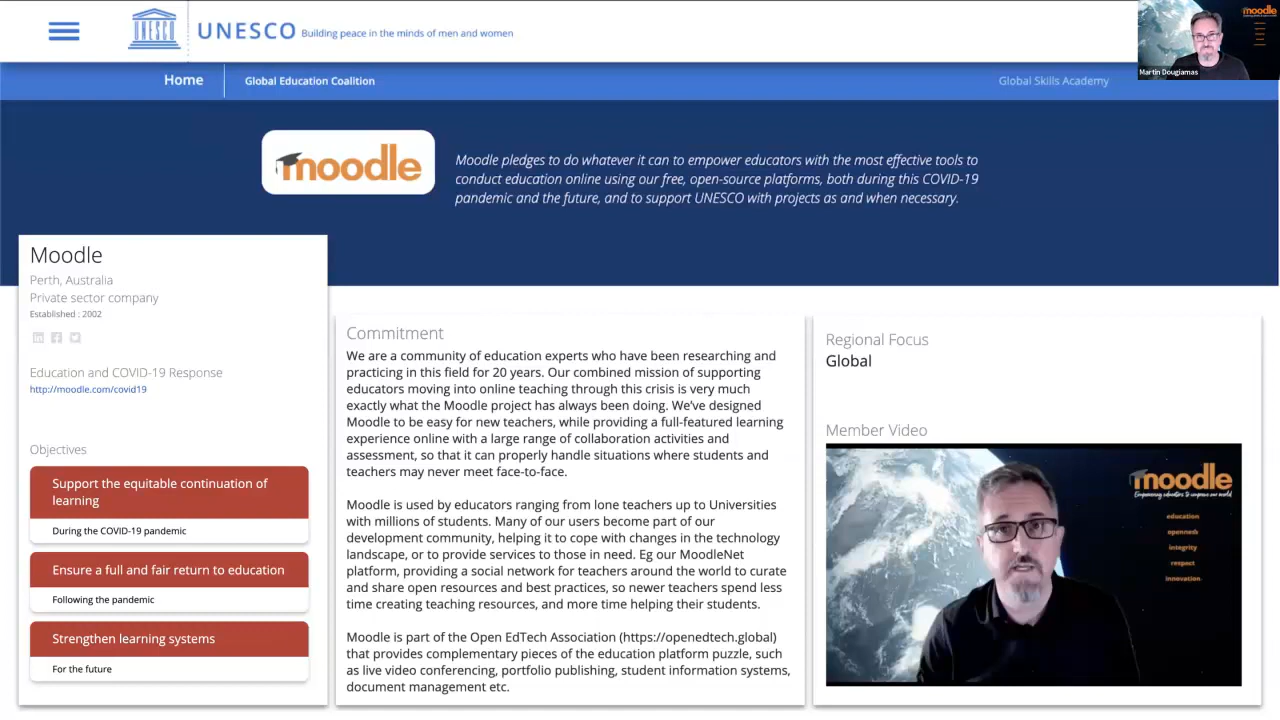 UNESCO
UNESCO Building peace in the minds of men and women
moodle
Martin Dougiamas
Home
Global Education Coalition
Global Skills Academy
moodle
Moodle pledges to do whatever it can to empower educators with the most effective tools to
conduct education online using our free, open-source platforms, both during this COVID-19
pandemic and the future, and to support UNESCO with projects as and when necessary.
Moodle
Perth, Australia
Private sector company
Established : 2002
Education and COVID-19 Response
http://moodle.com/covid19
Objectives
Support the equitable continuation of
learning
During the COVID-19 pandemic
Ensure a full and fair return to education
Following the pandemic
Strengthen learning systems
For the future
Commitment
We are a community of education experts who have been researching and
practicing in this field for 20 years. Our combined mission of supporting
educators moving into online teaching through this crisis is very much
exactly what the Moodle project has always been doing. We've designed
Moodle to be easy for new teachers, while providing a full-featured learning
experience online with a large range of collaboration activities and
assessment, so that it can properly handle situations where students and
teachers may never meet face-to-face.
Moodle is used by educators ranging from lone teachers up to Universities
with millions of students. Many of our users become part of our
development community, helping it to cope with changes in the technology
landscape, or to provide services to those in need. Eg our MoodleNet
platform, providing a social network for teachers around the world to curate
and share open resources and best practices, so newer teachers spend less
time creating teaching resources, and more time helping their students.
Moodle is part of the Open EdTech Association (https://openedtech.global)
that provides complementary pieces of the education platform puzzle, such
as live video conferencing, portfolio publishing, student information systems,
document management etc.
Regional Focus
Global
Member Video
moodle
Empowering educators to improve our world
education
openness
integrity
respect
innovation